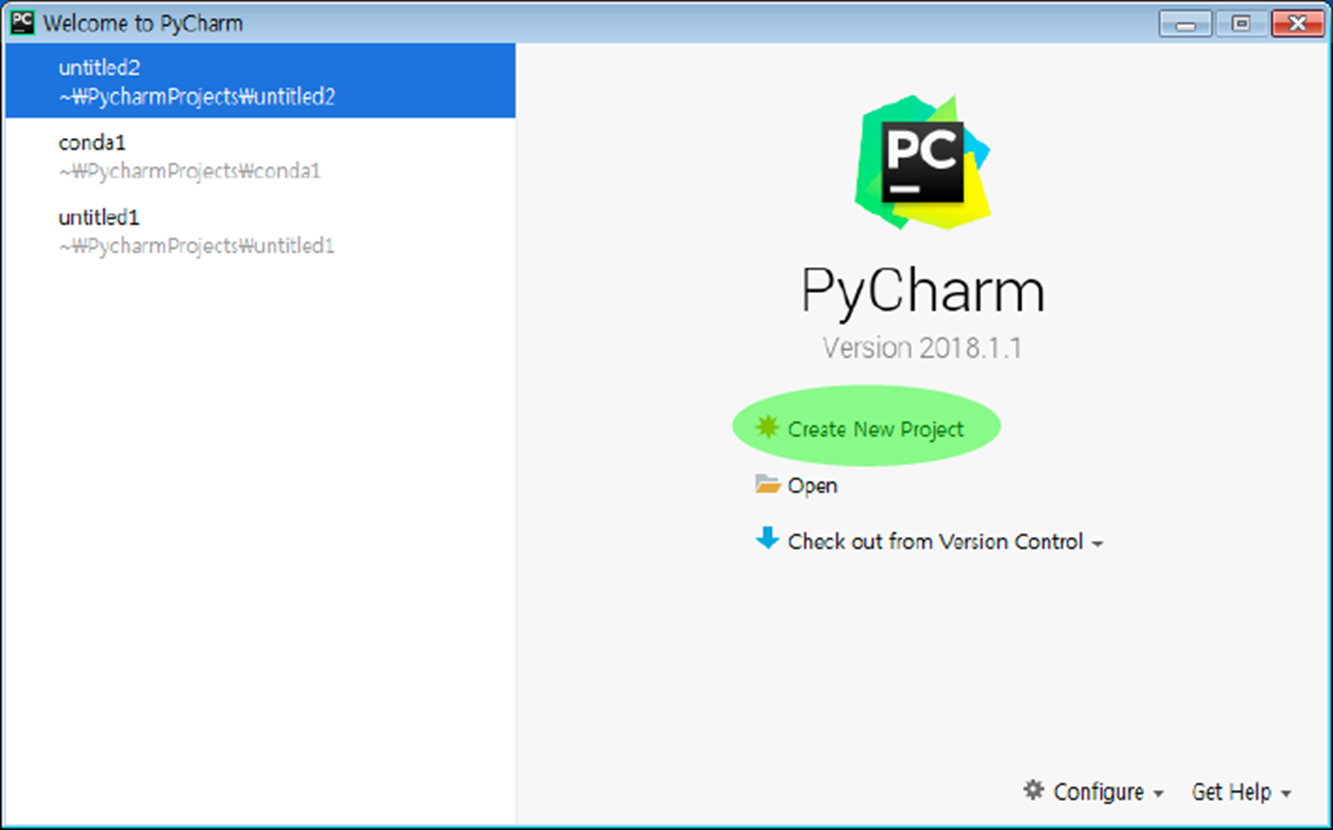 PC
Welcome to PyCharm
untitled2
~₩PycharmProjects₩untitled2
conda1
~₩PycharmProjects₩conda1
untitled1
~₩PycharmProjects₩untitled1
PC
PyCharm
Version 2018.1.1
Create New Project
Open
Check out from Version Control
Configure
Get Help